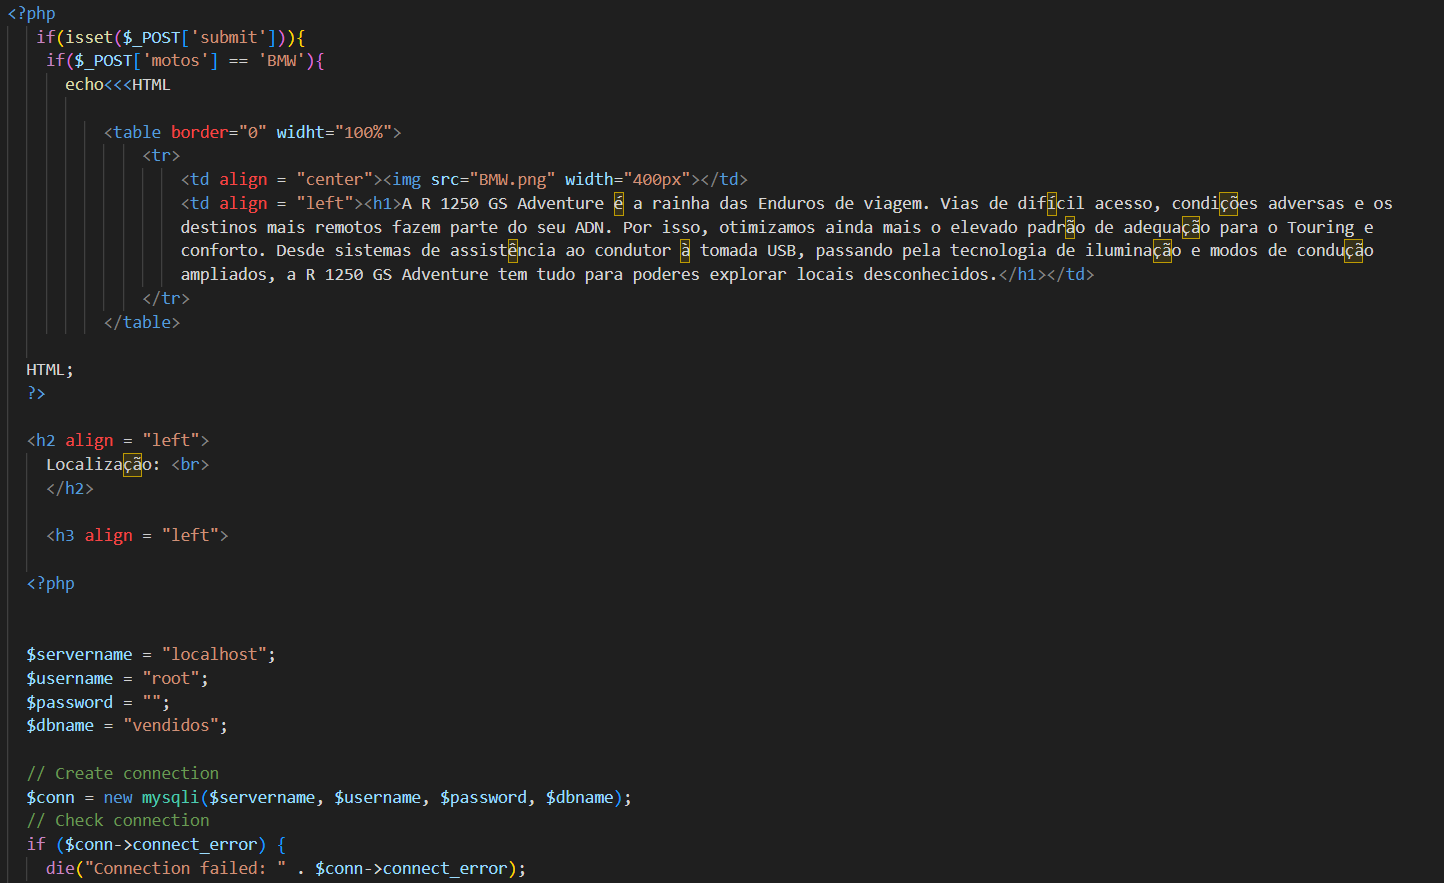 <?php
if(isset($_POST['submit'])){
if($_POST['motos'] == 'BMW'){
echo<<<HTML
<table border="0" widht="100%">
<tr>
<td align = "center"><img src="BMW.png" width="400px"></td>
<td align = "left"><h1>A R 1250 GS Adventure é a rainha das Enduros de viagem. Vias de difícil acesso, condições adversas e os
destinos mais remotos fazem parte do seu ADN. Por isso, otimizamos ainda mais o elevado padrão de adequação para o Touring e
conforto. Desde sistemas de assistência ao condutor à tomada USB, passando pela tecnologia de iluminação e modos de condução
ampliados, a R 1250 GS Adventure tem tudo para poderes explorar locais desconhecidos.</h1></td>
</tr>
</table>
HTML;
?>
<h2 align = "left">
Localização: <br>
</h2>
<h3 align = "left">
<?php
$servername = "localhost";
$username = "root";
$password = "";
$dbname = "vendidos";
// Create connection
$conn = new mysqli($servername, $username, $password, $dbname);
// Check connection
if ($conn->connect_error) {
die("Connection failed: " . $conn->connect_error);